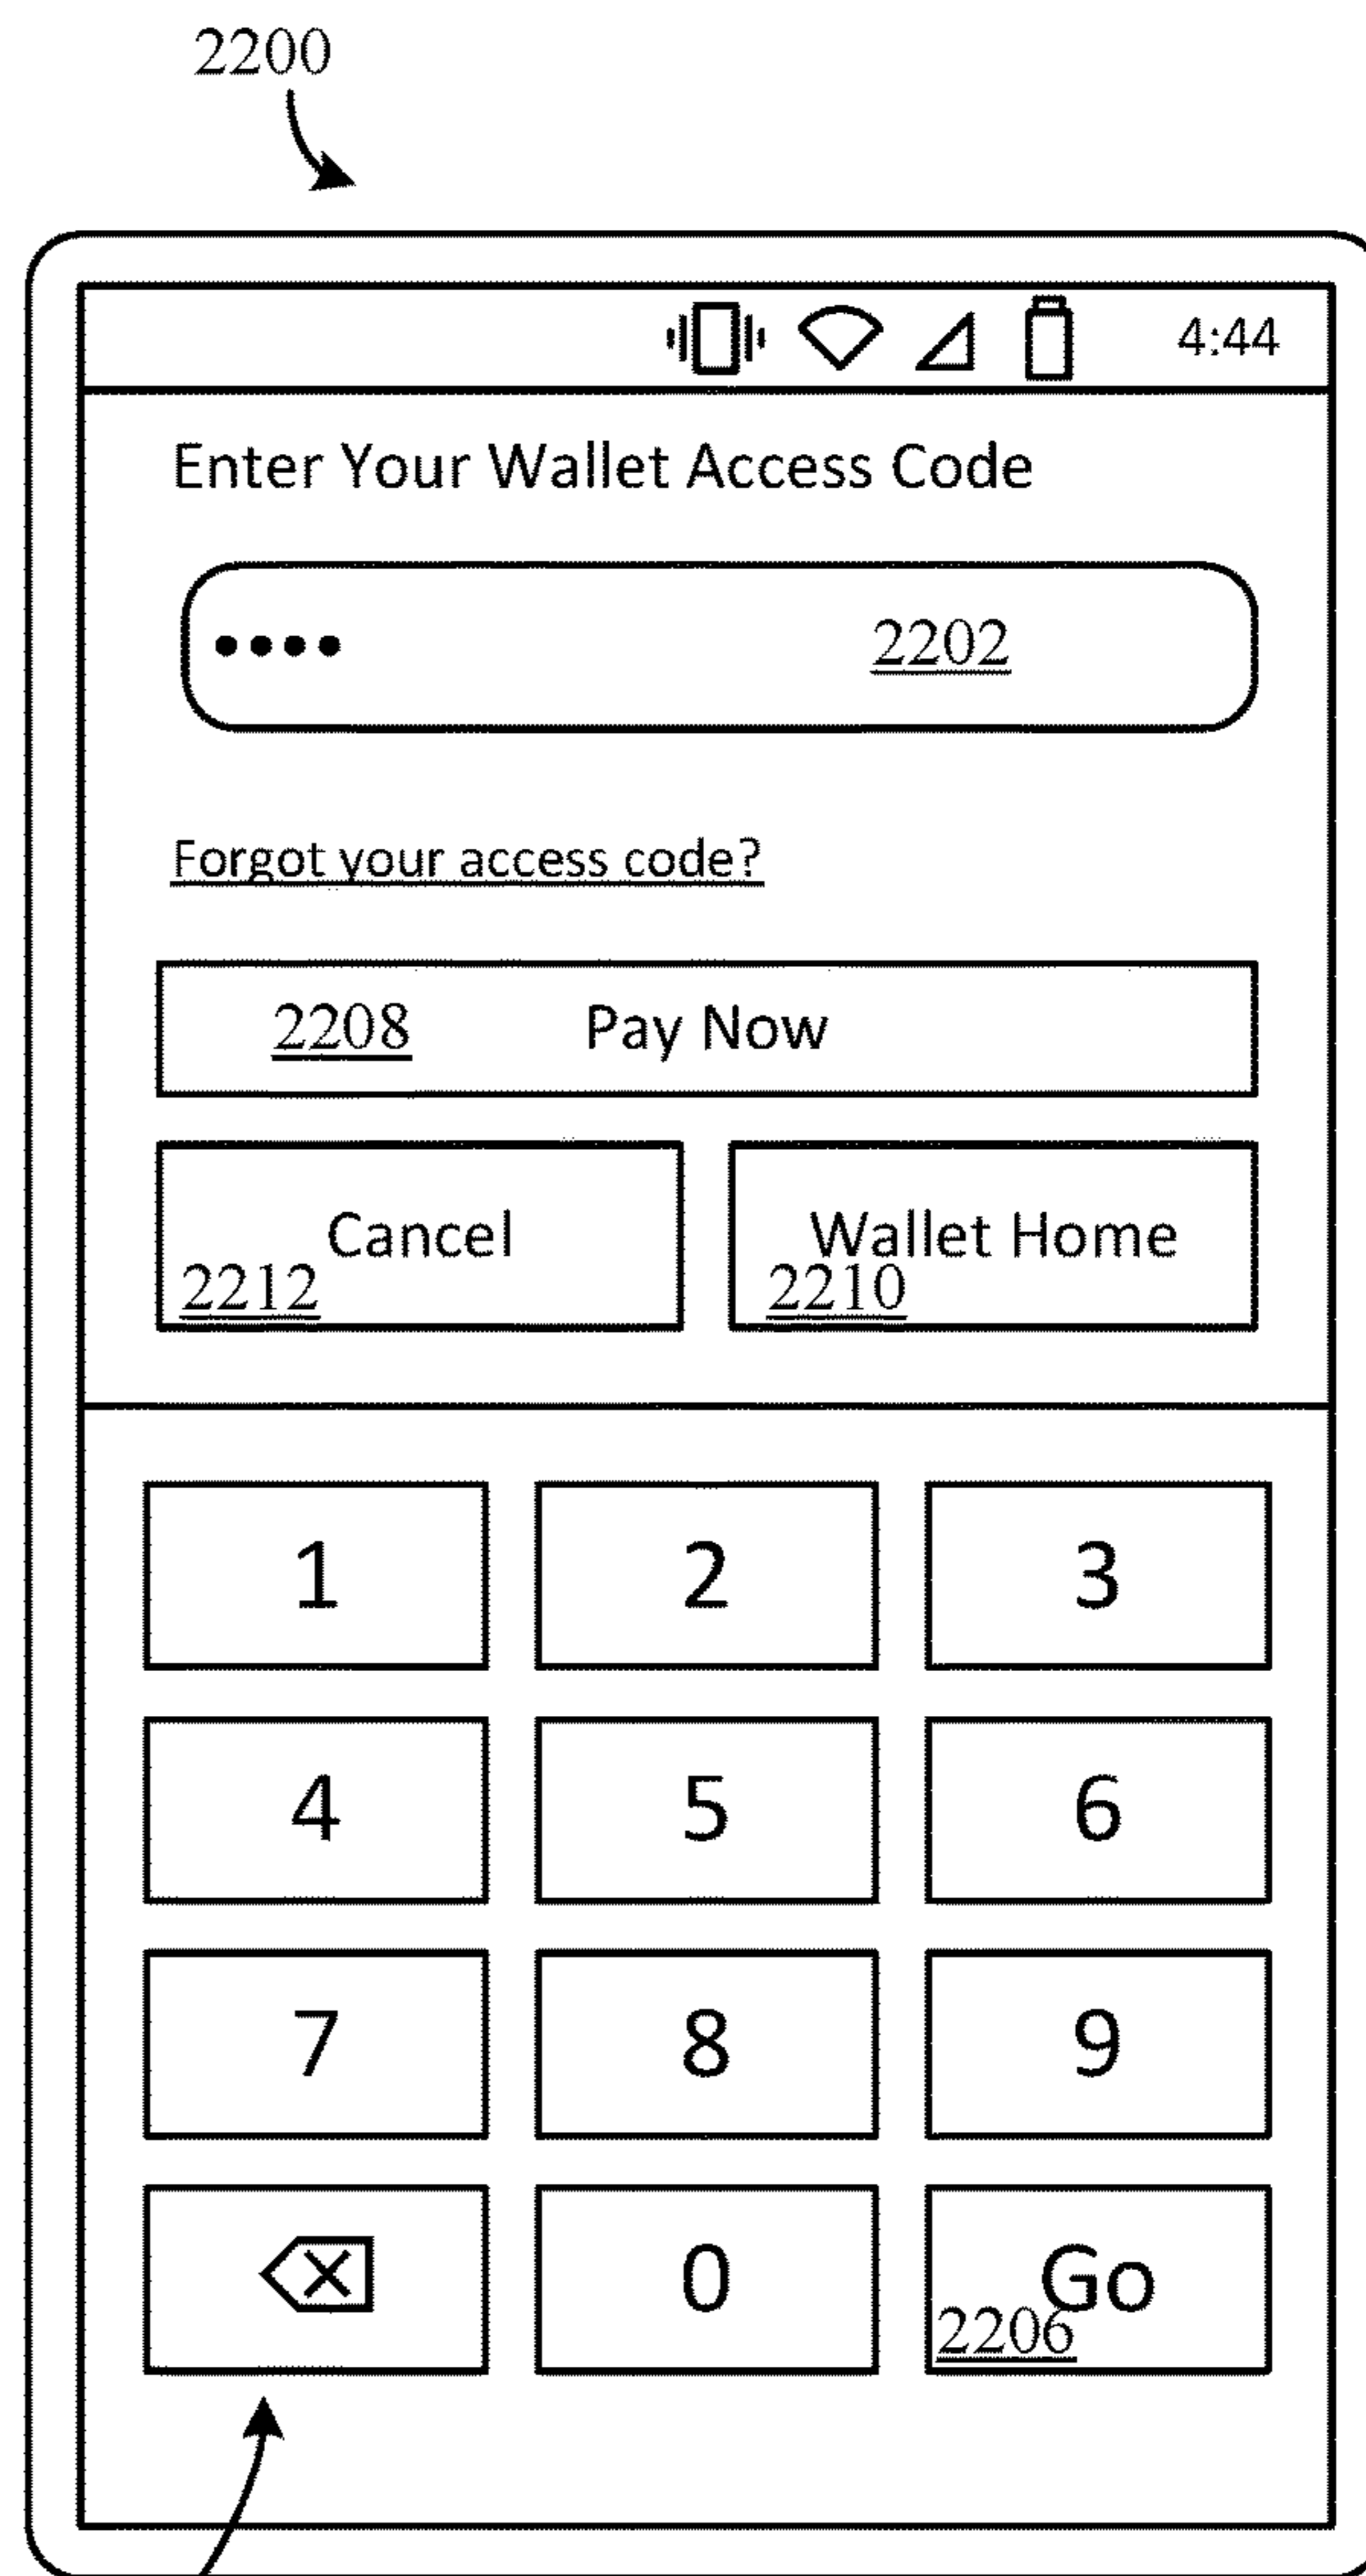 2200
4:44
Enter Your Wallet Access Code
•••• 2202
Forgot your access code?
2208 Pay Now
Cancel Wallet Home
2212 2210
1 2 3
4 5 6
7 8 9
0 Go
2206